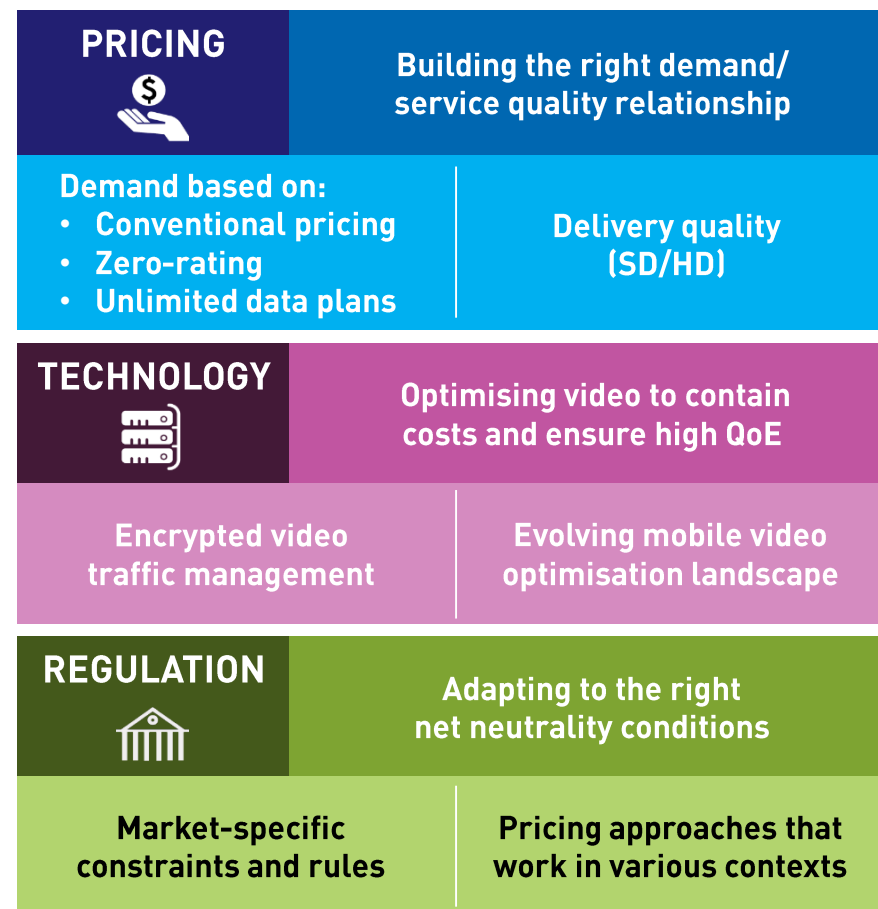 PRICING
$
Building the right demand/
service quality relationship
Demand based on:
• Conventional pricing
• Zero-rating
• Unlimited data plans
Delivery quality
(SD/HD)
TECHNOLOGY
Optimising video to contain
costs and ensure high QoE
Encrypted video
traffic management
Evolving mobile video
optimisation landscape
REGULATION
Adapting to the right
net neutrality conditions
Market-specific
constraints and rules
Pricing approaches that
work in various contexts